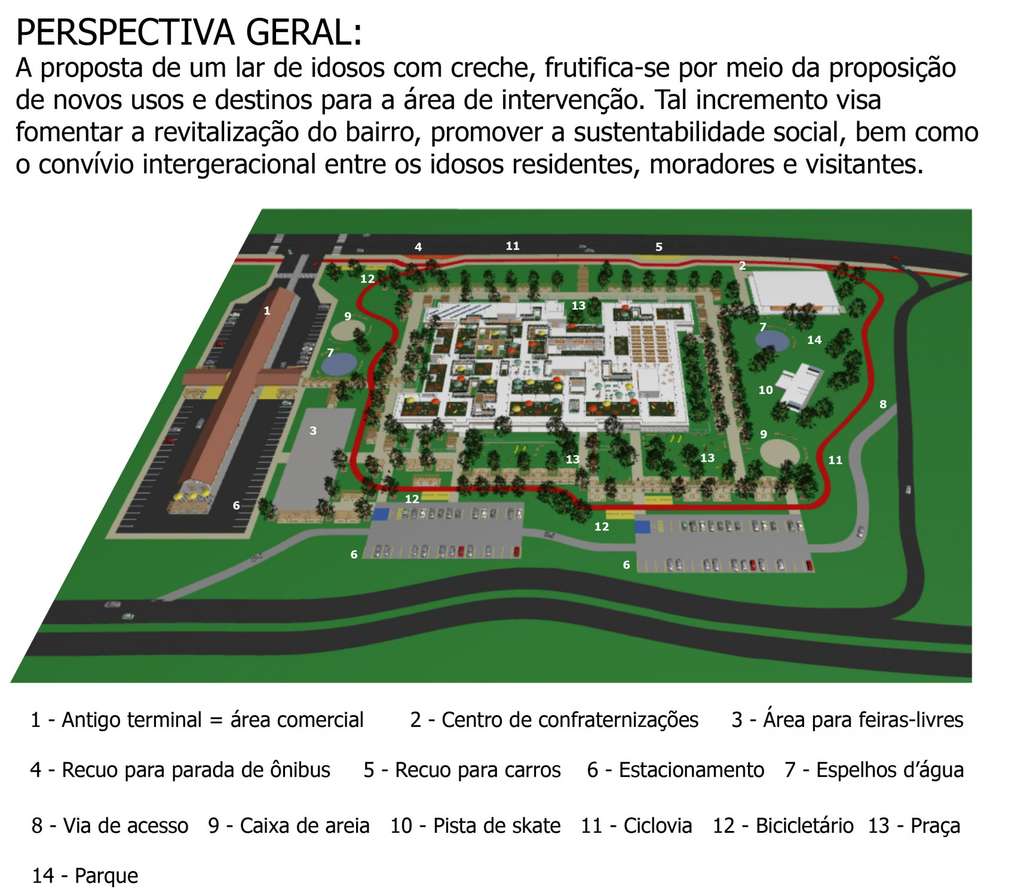 PERSPECTIVA GERAL:
A proposta de um lar de idosos com creche, frutifica-se por meio da proposição
de novos usos e destinos para a área de intervenção. Tal incremento visa
fomentar a revitalização do bairro, promover a sustentabilidade social, bem como
o convívio intergeracional entre os idosos residentes, moradores e visitantes.
4 11 5
2
12
13
1
9
7
7
14
10
8
3
9
13 13 11
12
6
12
6
6
1 - Antigo terminal = área comercial 2 - Centro de confraternizações 3 - Área para feiras-livres
4 - Recuo para parada de ônibus 5 - Recuo para carros 6 - Estacionamento 7 - Espelhos d’água
8 - Via de acesso 9 - Caixa de areia 10 - Pista de skate 11 - Ciclovia 12 - Bicicletário 13 - Praça
14 - Parque